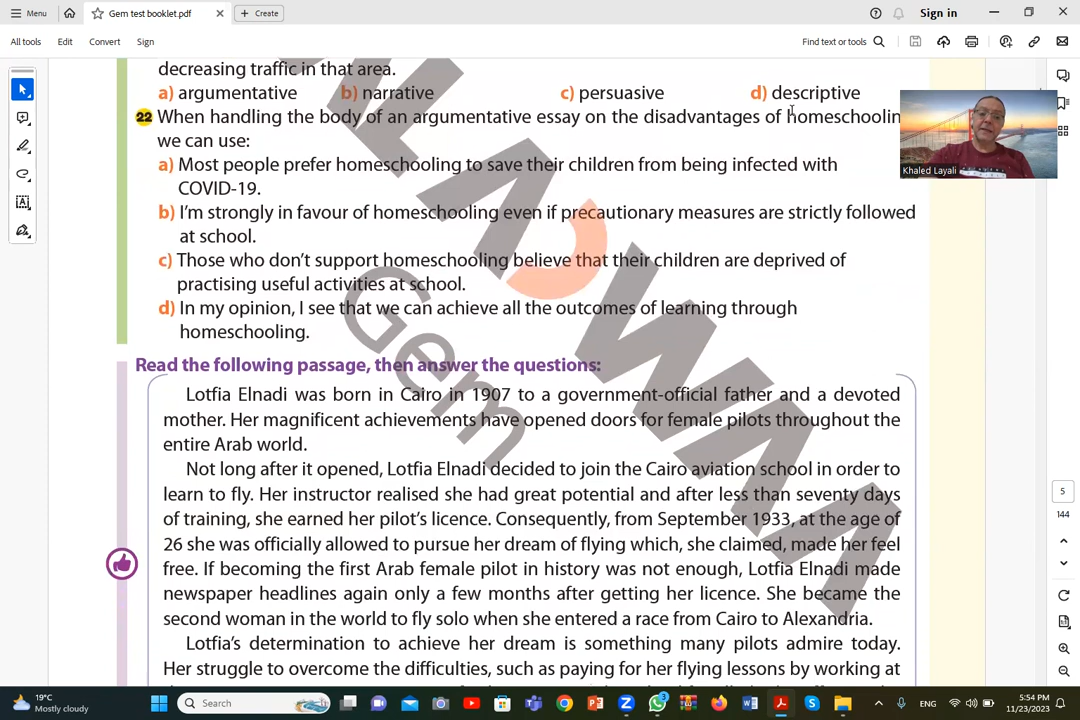 Menu
Gem test booklet.pdf
Create
Sign in
All tools
Edit
Convert
Sign
Find text or tools
decreasing traffic in that area.
a) argumentative b) narrative c) persuasive d) descriptive
22 When handling the body of an argumentative essay on the disadvantages of homeschoolin
we can use:
a) Most people prefer homeschooling to save their children from being infected with
COVID-19.
b) I'm strongly in favour of homeschooling even if precautionary measures are strictly followed
at school.
c) Those who don't support homeschooling believe that their children are deprived of
practising useful activities at school.
d) In my opinion, I see that we can achieve all the outcomes of learning through
homeschooling.
Khaled Layali
Read the following passage, then answer the questions:
Lotfia Elnadi was born in Cairo in 1907 to a government-official father and a devoted
mother. Her magnificent achievements have opened doors for female pilots throughout the
entire Arab world.
Not long after it opened, Lotfia Elnadi decided to join the Cairo aviation school in order to
learn to fly. Her instructor realised she had great potential and after less than seventy days
of training, she earned her pilot's licence. Consequently, from September 1933, at the age of
26 she was officially allowed to pursue her dream of flying which, she claimed, made her feel
free. If becoming the first Arab female pilot in history was not enough, Lotfia Elnadi made
newspaper headlines again only a few months after getting her licence. She became the
second woman in the world to fly solo when she entered a race from Cairo to Alexandria.
Lotfia's determination to achieve her dream is something many pilots admire today.
Her struggle to overcome the difficulties, such as paying for her flying lessons by working at
Gem
5
144
19°C
Mostly cloudy
Search
3
ENG
5:54 PM
11/23/2023